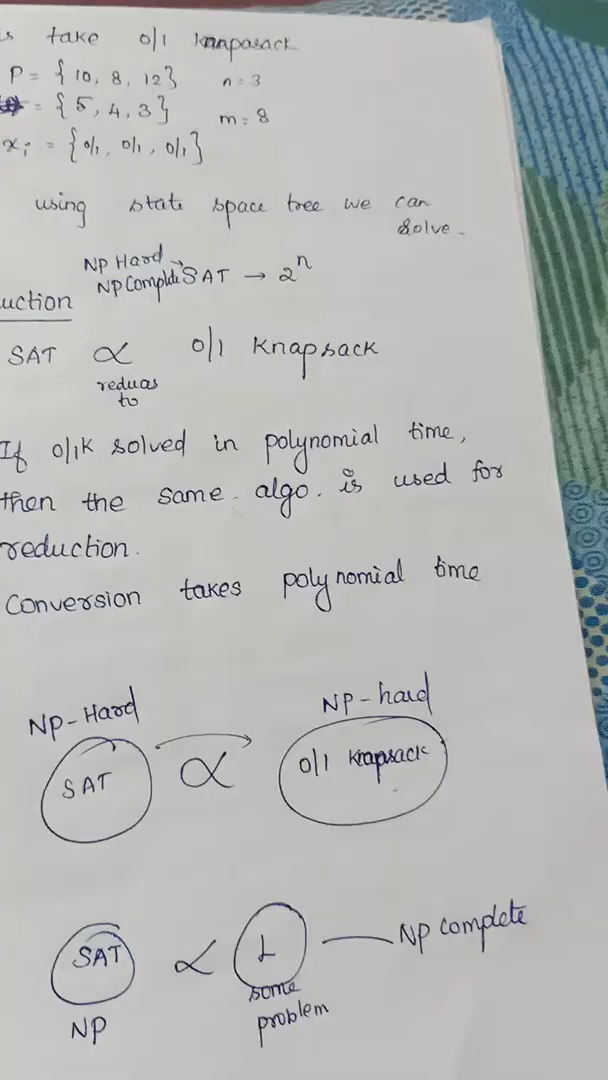 s take 0/1 knnpasack
P = { 10, 8, 12 } n = 3
= { 5, 4, 3 } m = 8
xi = { 0/1, 0/1, 0/1 }
using state space tree we can
solve.
NP Hard →
NP Complete SAT → 2^n
uction
SAT ∝ 0/1 Knapsack
reduces
to
If 0/1K solved in polynomial time,
then the same algo. is used for
reduction.
Conversion takes polynomial time
NP-Hard NP-hard
SAT ∝ 0/1 Knapsack
SAT ∝ L — NP complete
NP some
problem